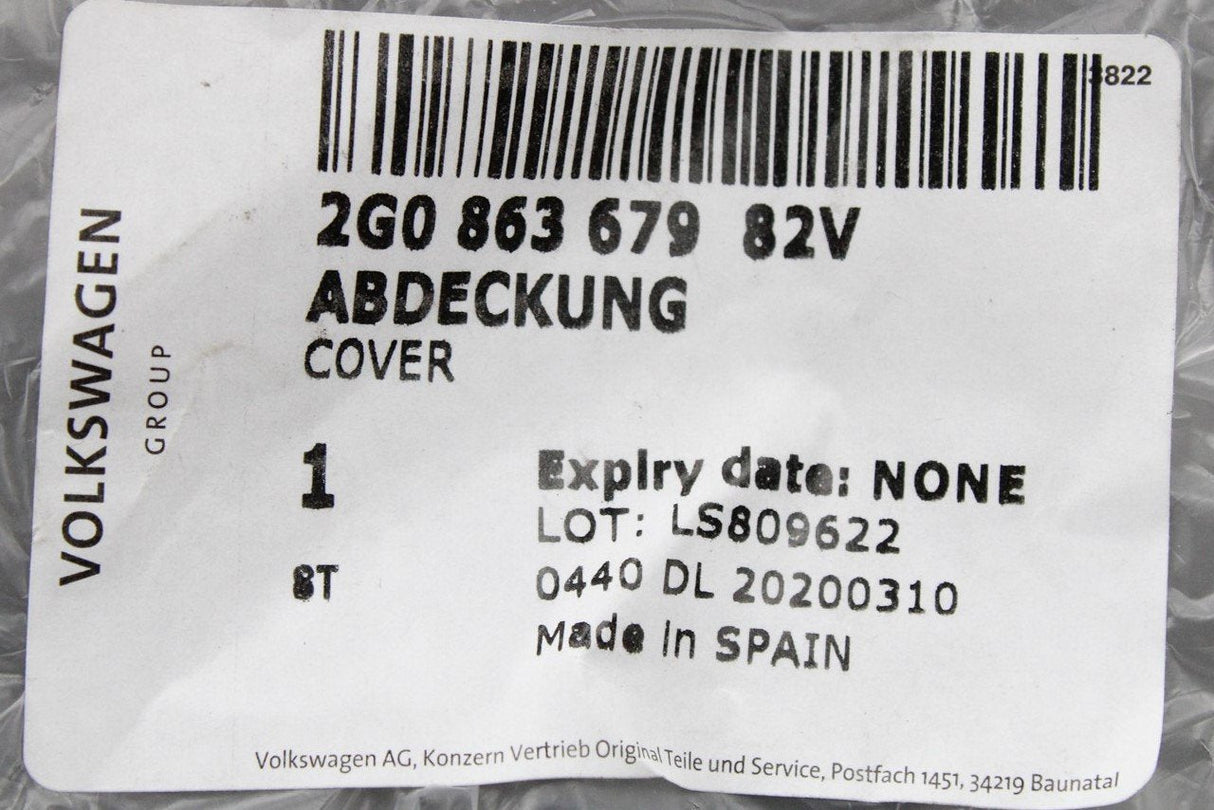 3822
2G0 863 679 82V
ABDECKUNG
COVER
VOLKSWAGEN
GROUP
1
Expiry date: NONE
LOT: LS809622
8T
0440 DL 20200310
Made in SPAIN
Volkswagen AG, Konzern Vertrieb Original Teile und Service, Postfach 1451, 34219 Baunatal